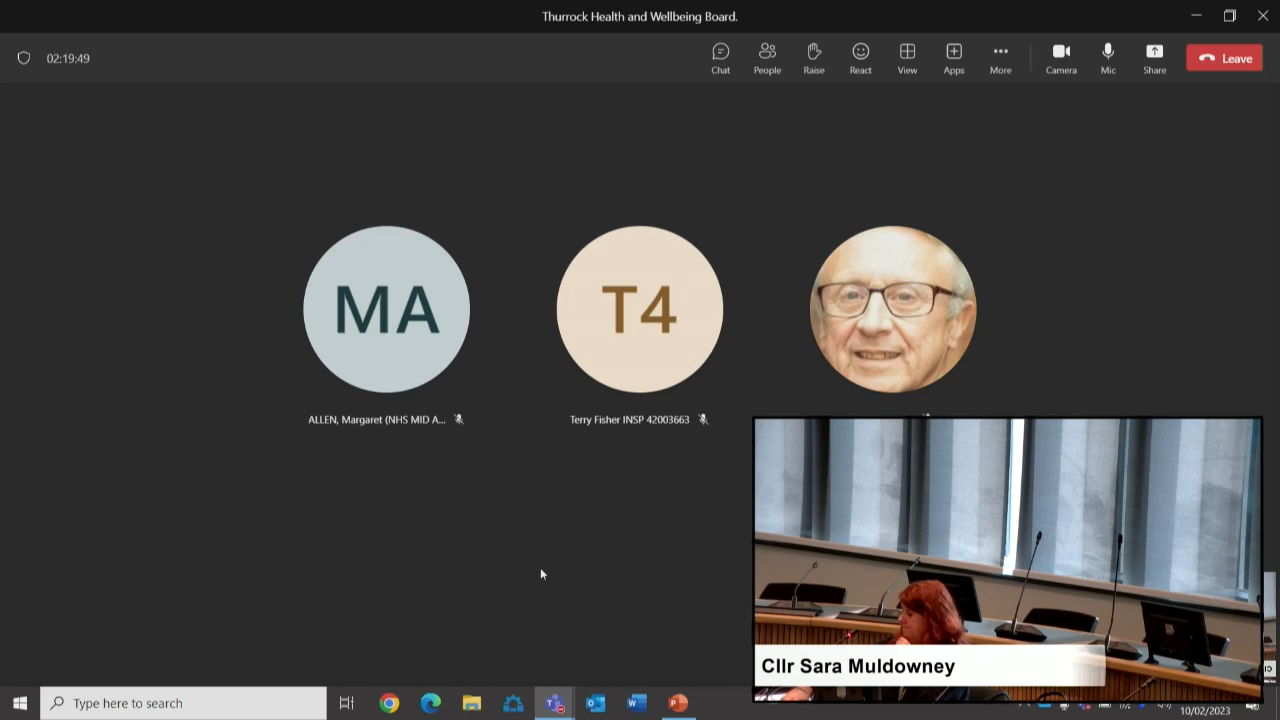 Thurrock Health and Wellbeing Board.
02:19:49
Chat
People
Raise
React
View
Apps
More
Camera
Mic
Share
Leave
MA
T4
ALLEN, Margaret (NHS MID A...
Terry Fisher INSP 42003663
Cllr Sara Muldowney
Type here to search
10/02/2023